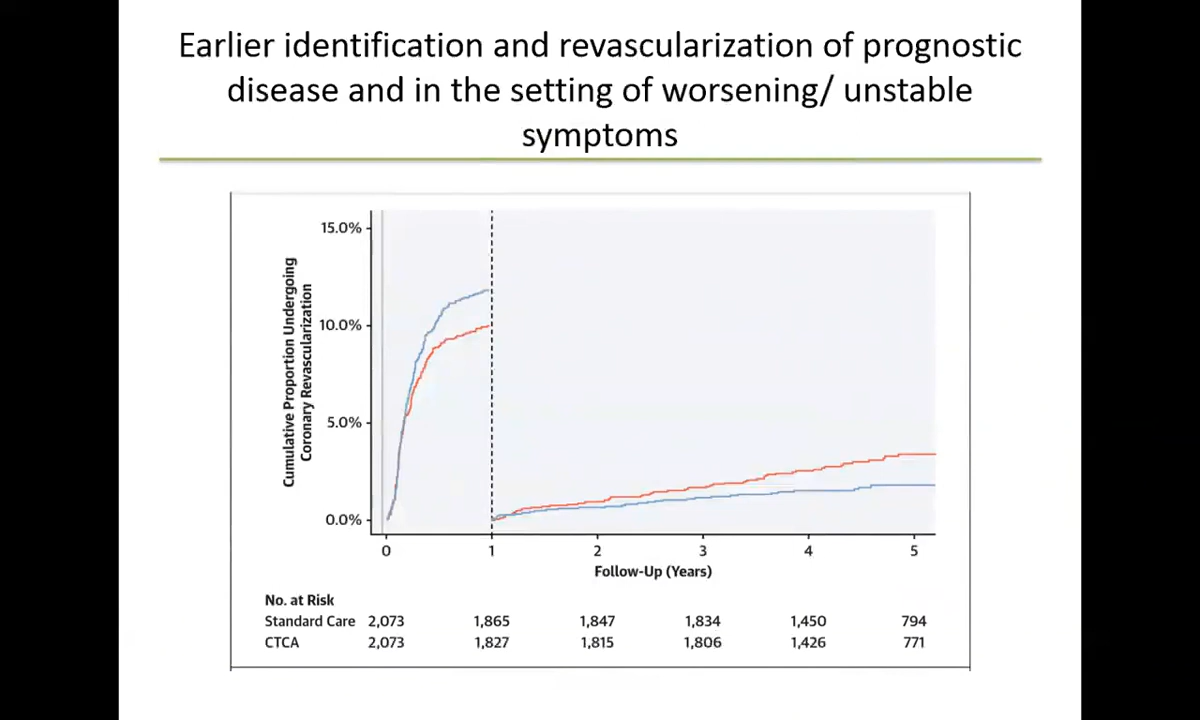 Earlier identification and revascularization of prognostic
disease and in the setting of worsening/ unstable
symptoms
Cumulative Proportion Undergoing
Coronary Revascularization
15.0%
10.0%
5.0%
0.0%
0 1 2 3 4 5
Follow-Up (Years)
No. at Risk
Standard Care 2,073 1,865 1,847 1,834 1,450 794
CTCA 2,073 1,827 1,815 1,806 1,426 771